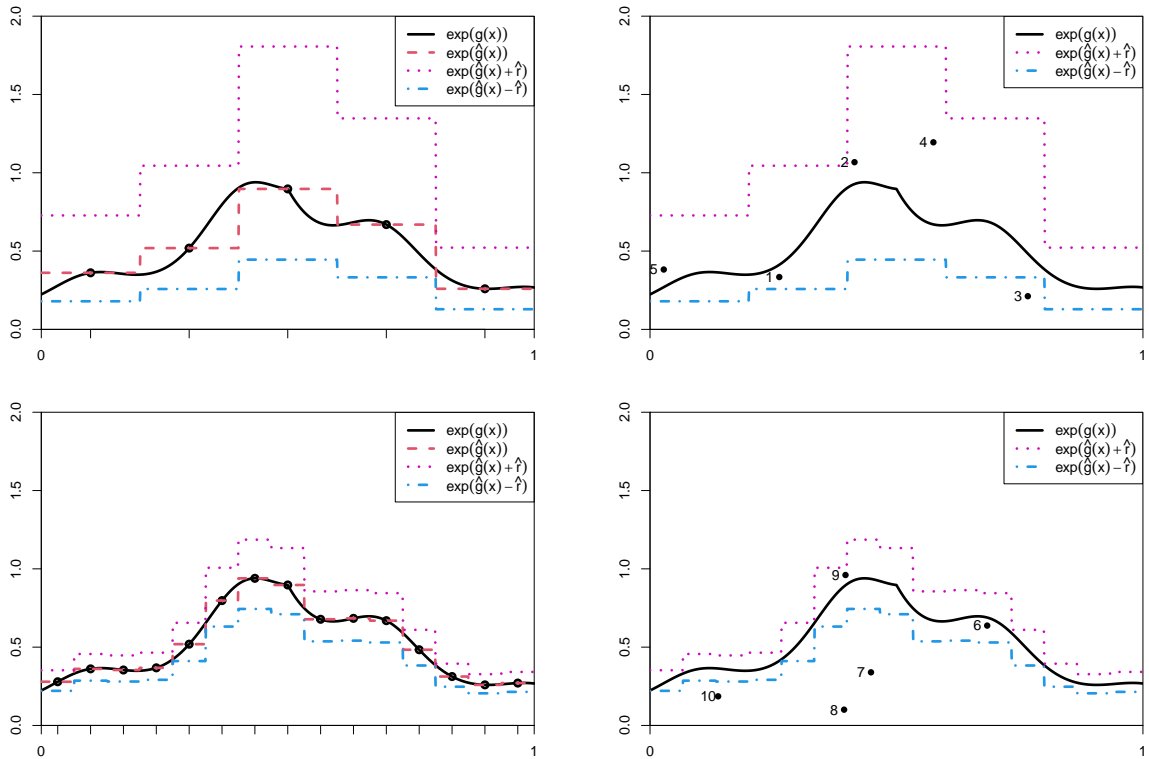 2.0
1.5
1.0
0.5
0.0
0 1
exp(g(x))
exp(ĝ(x))
exp(ĝ(x)+r̂)
exp(ĝ(x)−r̂)
2.0
1.5
1.0
0.5
0.0
0 1
exp(g(x))
exp(ĝ(x)+r̂)
exp(ĝ(x)−r̂)
4
2
5
1
3
2.0
1.5
1.0
0.5
0.0
0 1
exp(g(x))
exp(ĝ(x))
exp(ĝ(x)+r̂)
exp(ĝ(x)−r̂)
2.0
1.5
1.0
0.5
0.0
0 1
exp(g(x))
exp(ĝ(x)+r̂)
exp(ĝ(x)−r̂)
9
6
7
10
8